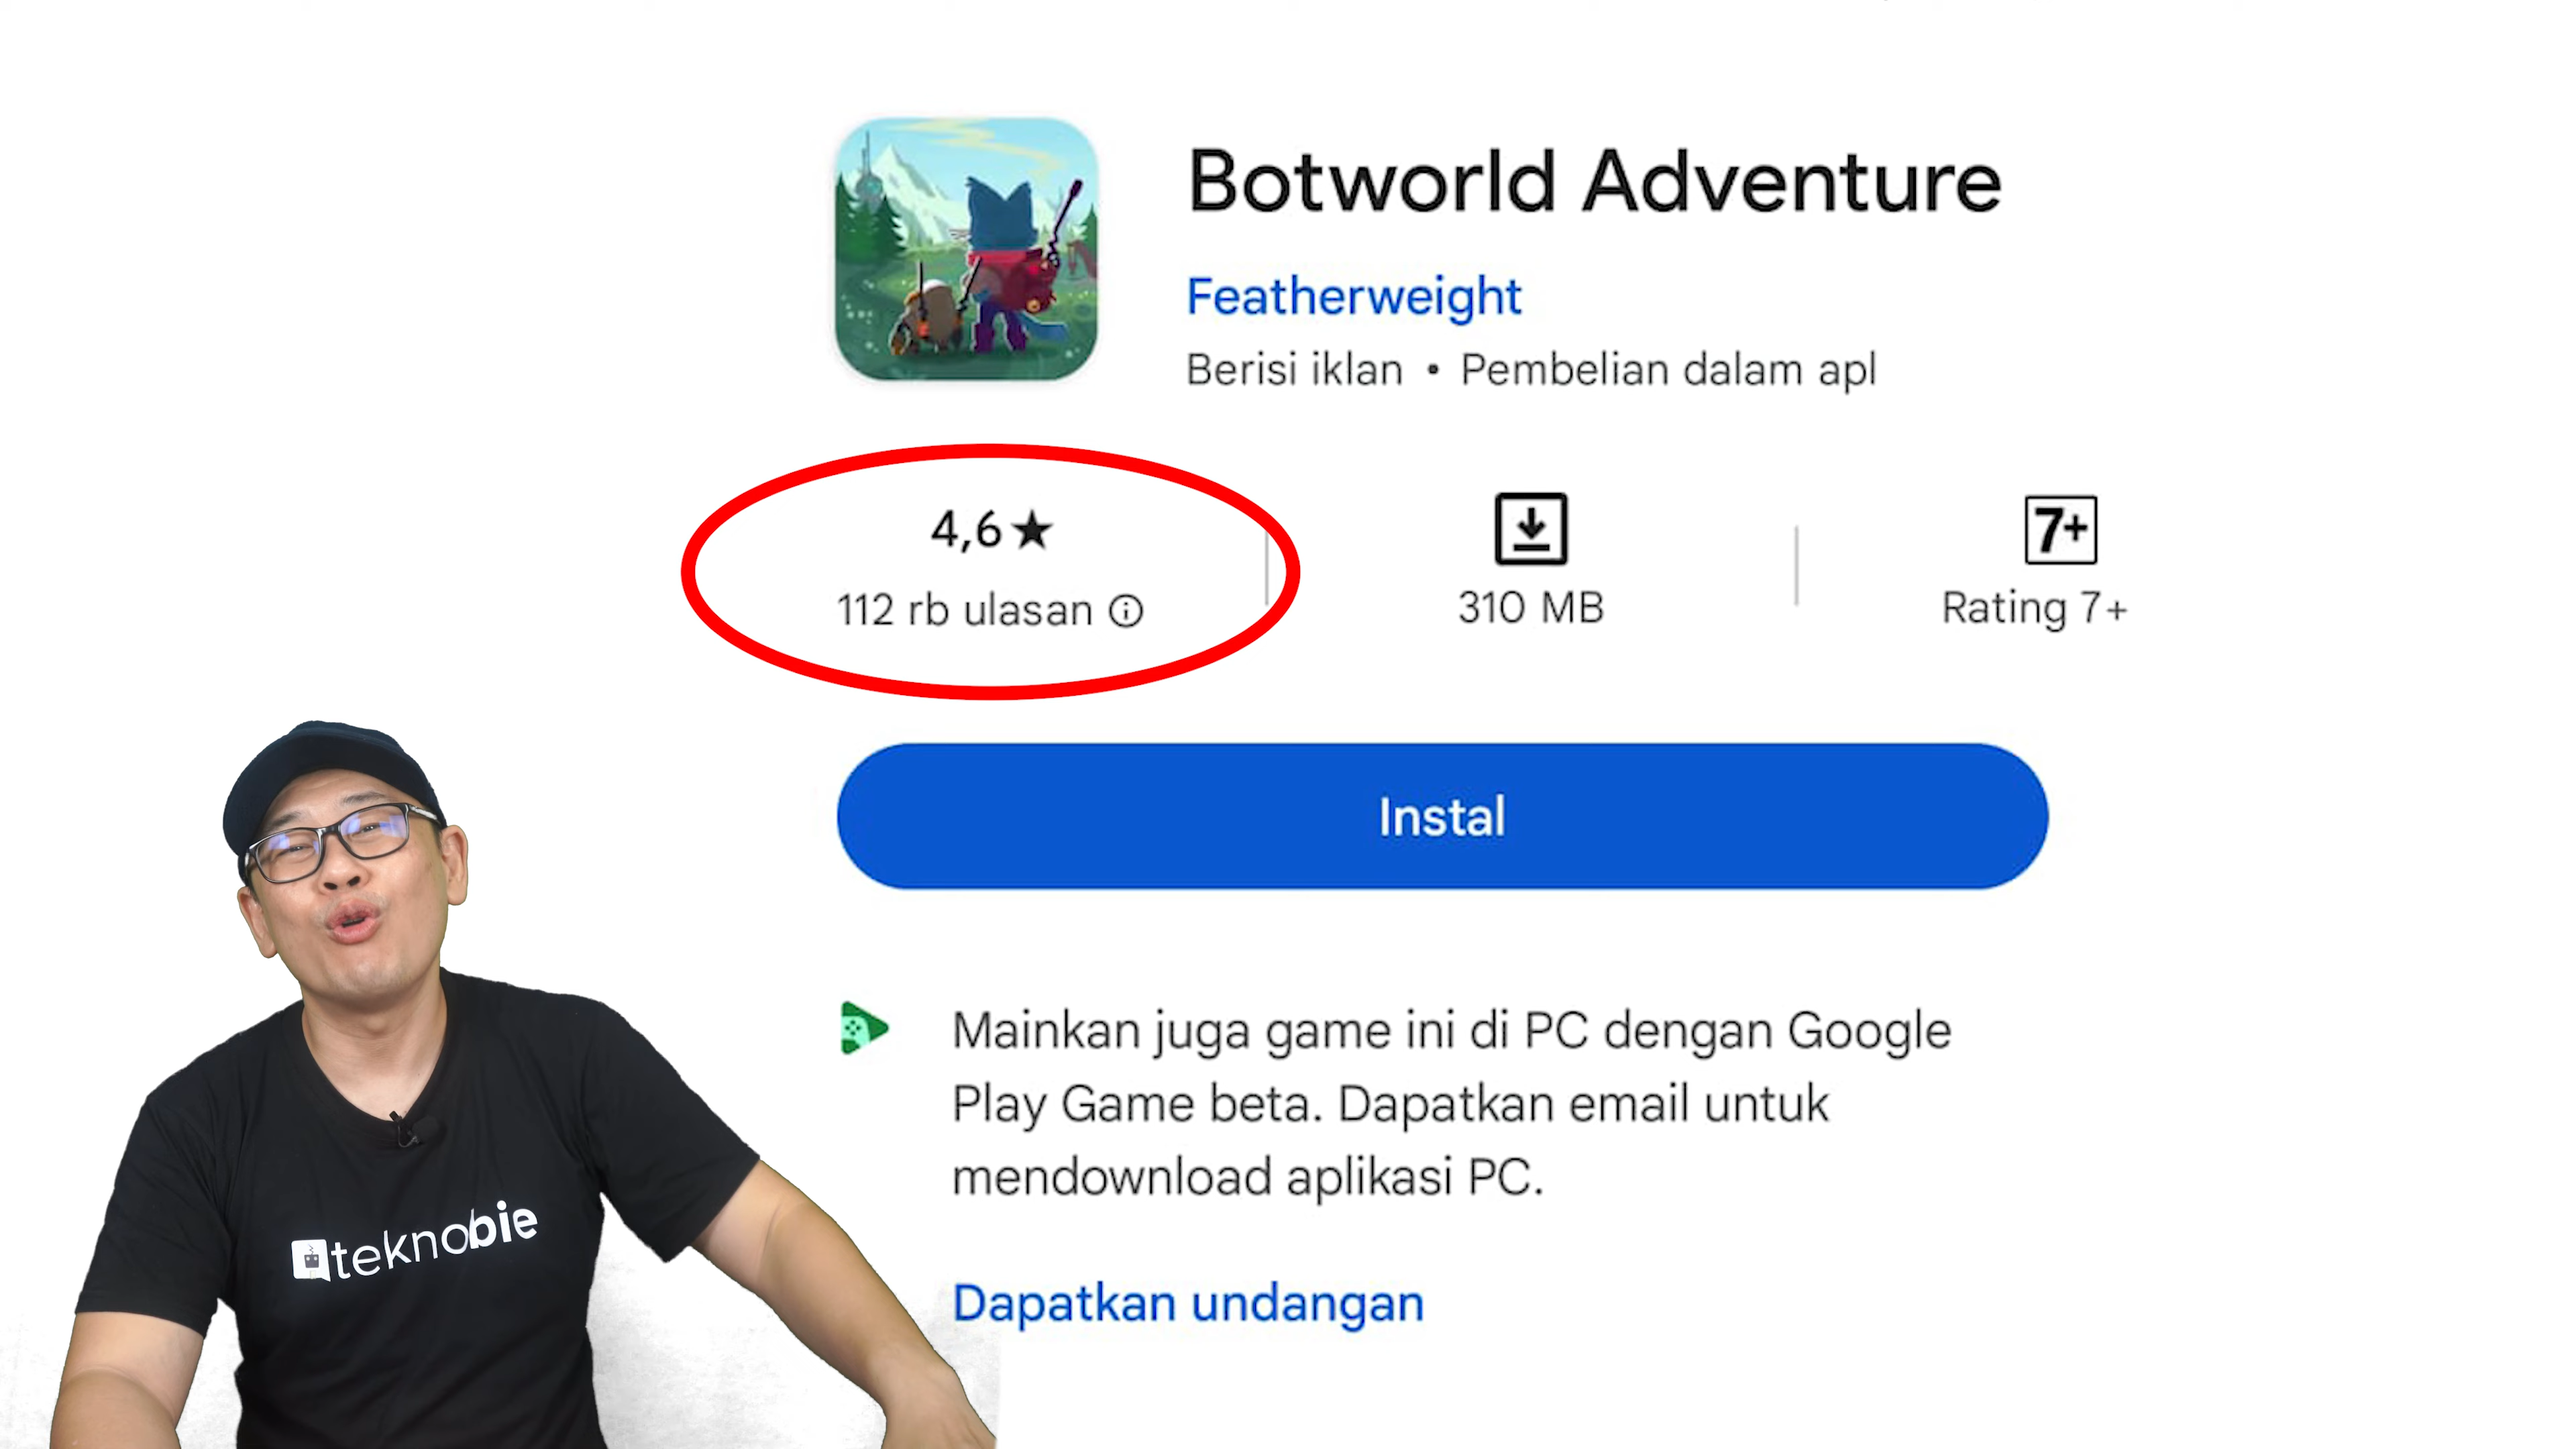 Botworld Adventure
Featherweight
Berisi iklan • Pembelian dalam apl
4,6★
112 rb ulasan
310 MB
7+
Rating 7+
Instal
Mainkan juga game ini di PC dengan Google
Play Game beta. Dapatkan email untuk
mendownload aplikasi PC.
Dapatkan undangan
teknobie